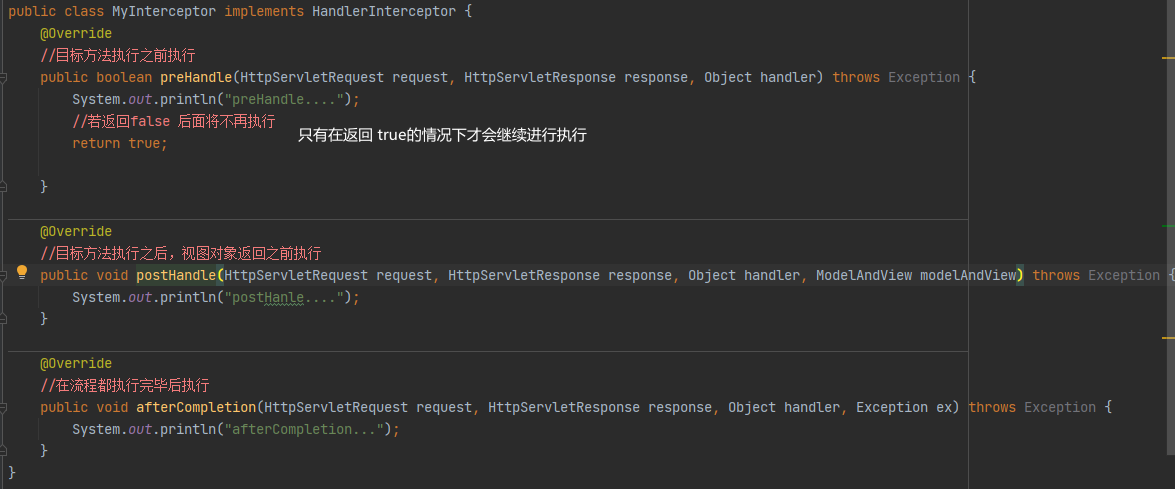 public class MyInterceptor implements HandlerInterceptor {
@Override
//目标方法执行之前执行
public boolean preHandle(HttpServletRequest request, HttpServletResponse response, Object handler) throws Exception {
System.out.println("preHandle....");
//若返回false 后面将不再执行
只有在返回 true的情况下才会继续进行执行
return true;
}
@Override
//目标方法执行之后，视图对象返回之前执行
public void postHandle(HttpServletRequest request, HttpServletResponse response, Object handler, ModelAndView modelAndView) throws Exception {
System.out.println("postHanle....");
}
@Override
//在流程都执行完毕后执行
public void afterCompletion(HttpServletRequest request, HttpServletResponse response, Object handler, Exception ex) throws Exception {
System.out.println("afterCompletion...");
}
}